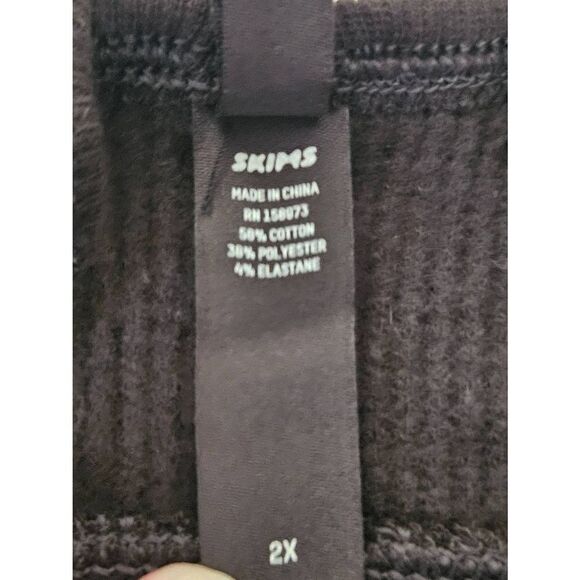 SKIMS
MADE IN CHINA
RN 158073
58% COTTON
38% POLYESTER
4% ELASTANE
2X